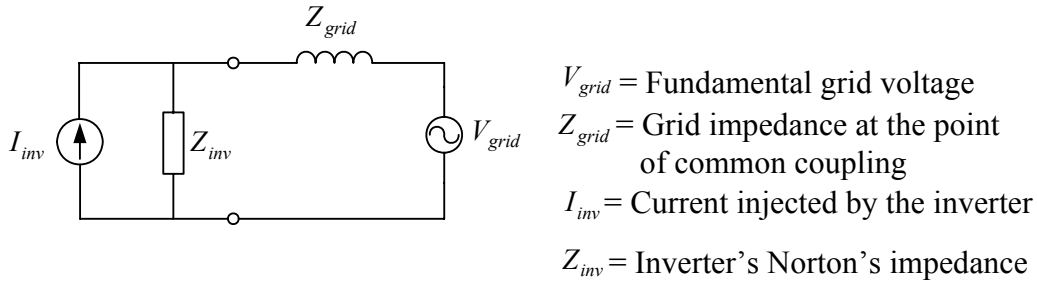 Z_grid
I_inv
Z_inv
V_grid
V_grid = Fundamental grid voltage
Z_grid = Grid impedance at the point
of common coupling
I_inv = Current injected by the inverter
Z_inv = Inverter's Norton's impedance